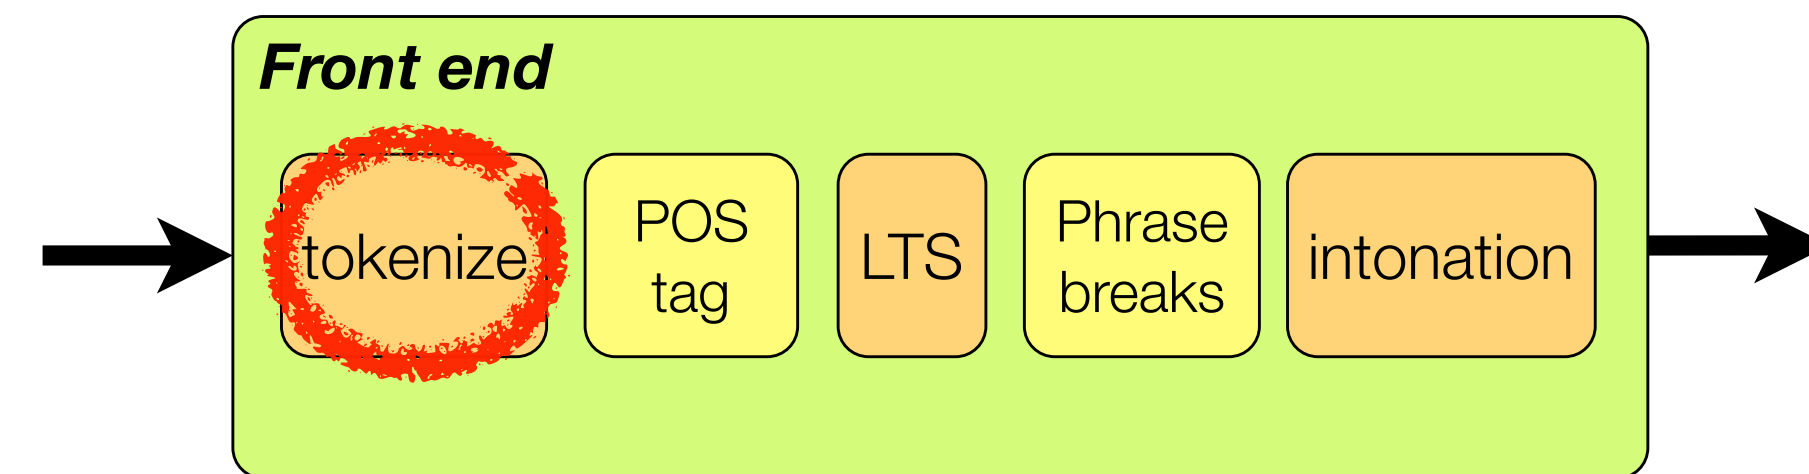 Front end
tokenize
POS
tag
LTS
Phrase
breaks
intonation